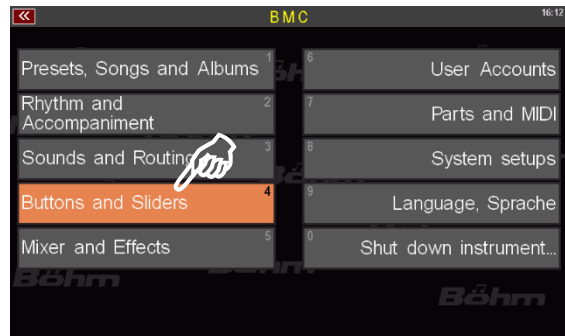 BMC
16:12
Presets, Songs and Albums 1
Rhythm and 2
Accompaniment
Sounds and Routing 3
Buttons and Sliders 4
Mixer and Effects 5
6 User Accounts
7 Parts and MIDI
8 System setups
9 Language, Sprache
0 Shut down instrument...
Böhm
Böhm